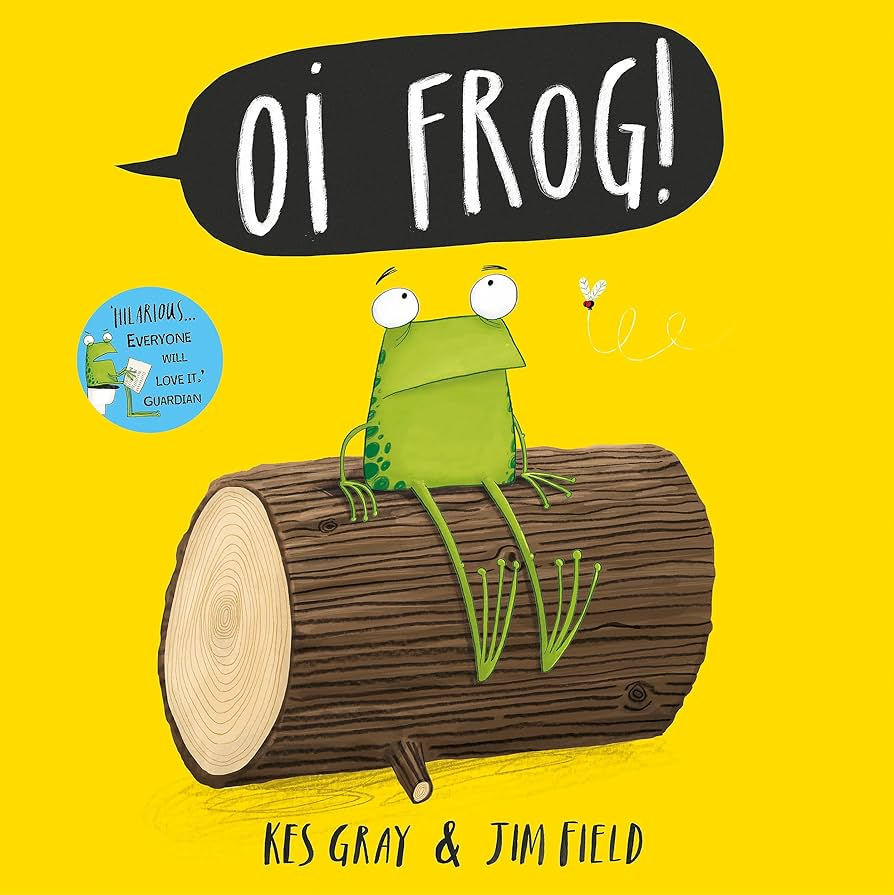 Oi FROG!
'HILARIOUS...
EVERYONE
WILL
LOVE IT,'
GUARDIAN
KES GRAY & JIM FIELD